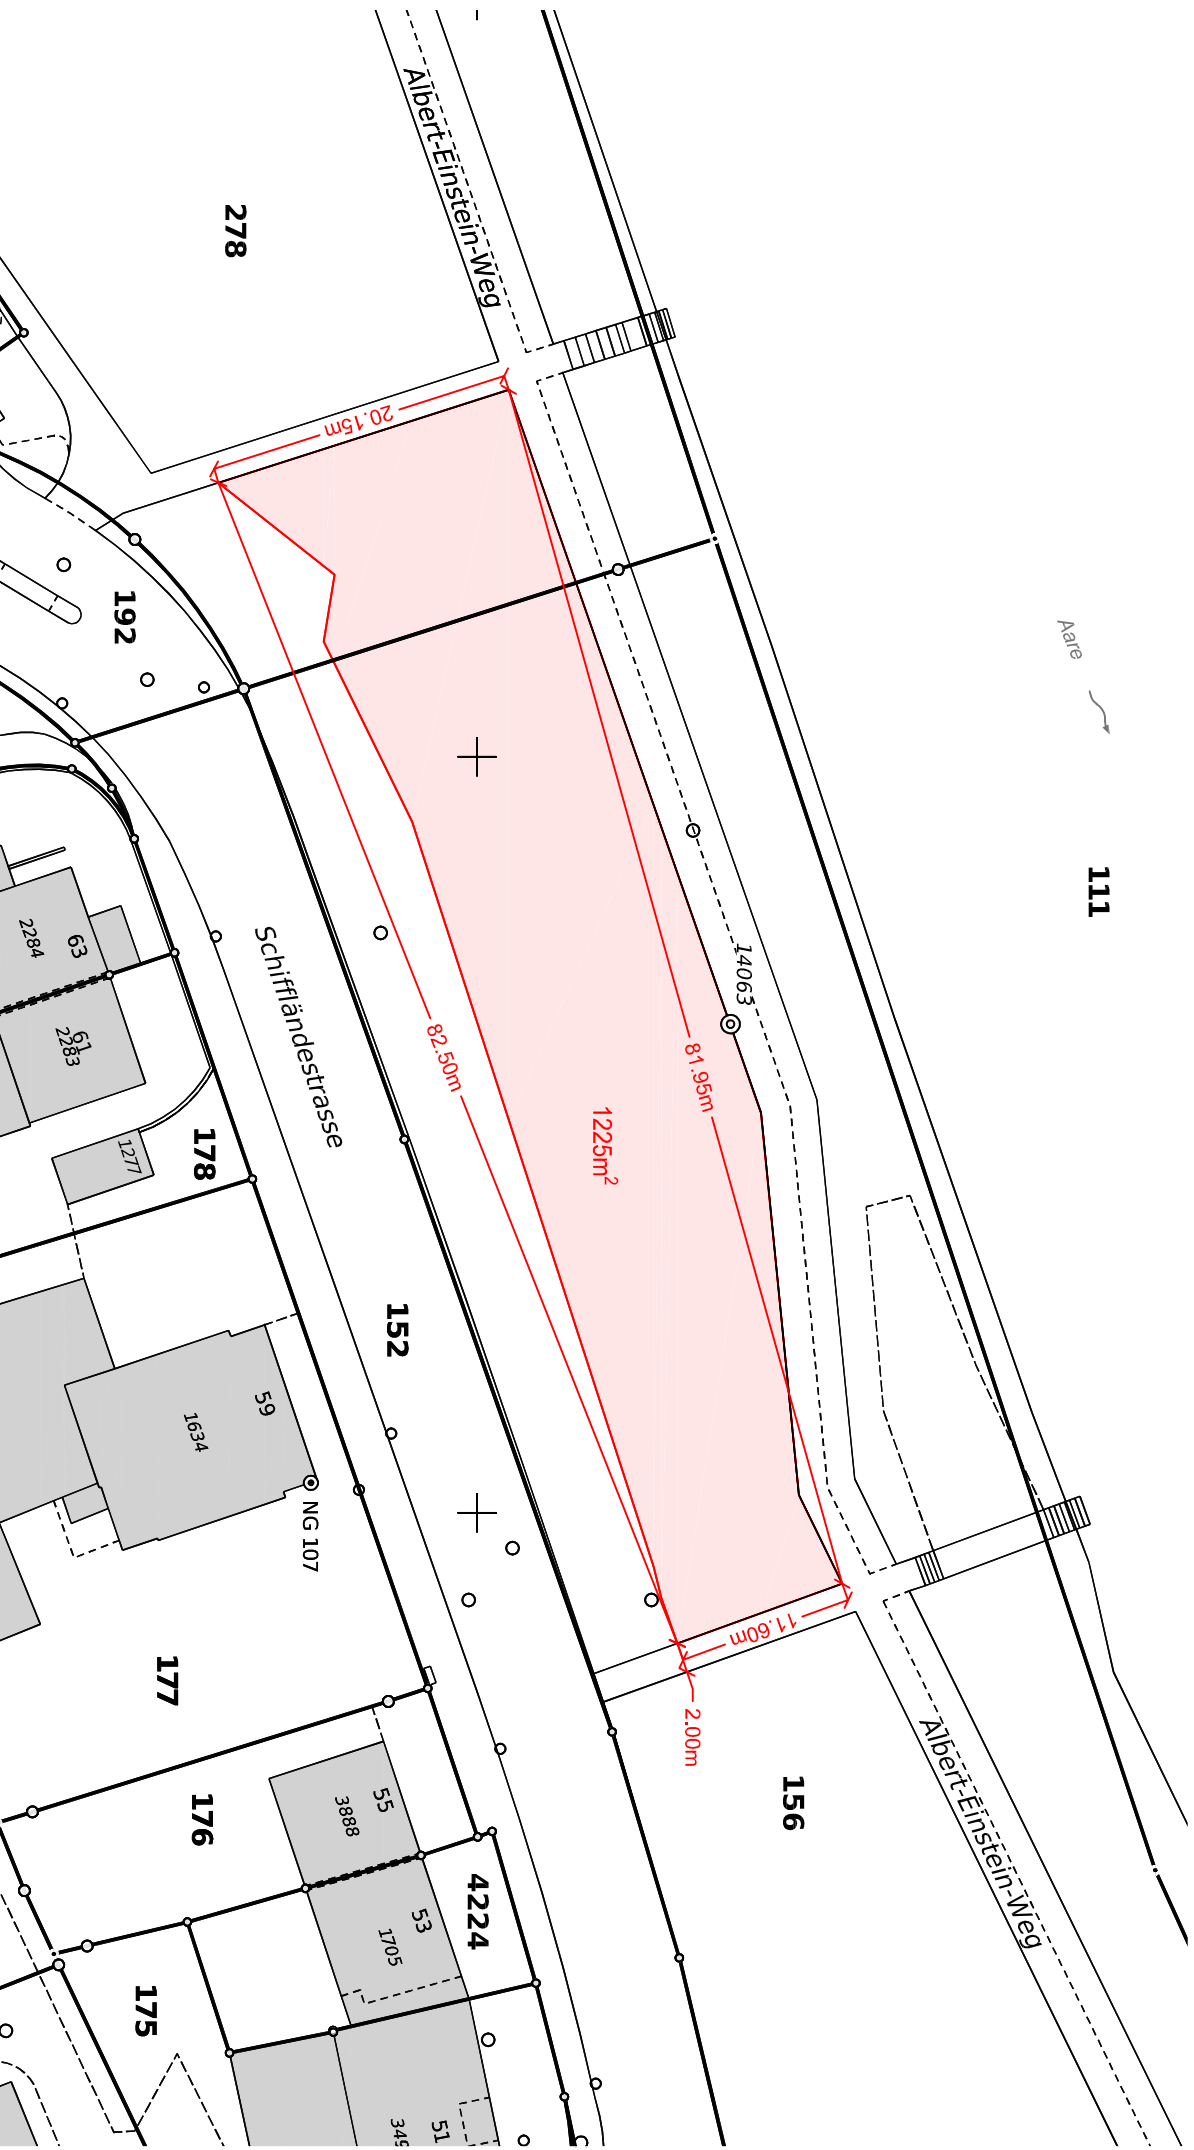 Albert-Einstein-Weg
278
20.15m
192
Aare
111
2284
63
61
2283
Schiffländestrasse
14063
82.50m
81.95m
1225m²
178
1277
152
59
1634
NG 107
11.60m
2.00m
177
156
Albert-Einstein-Weg
176
55
3888
4224
53
1705
175
51
349